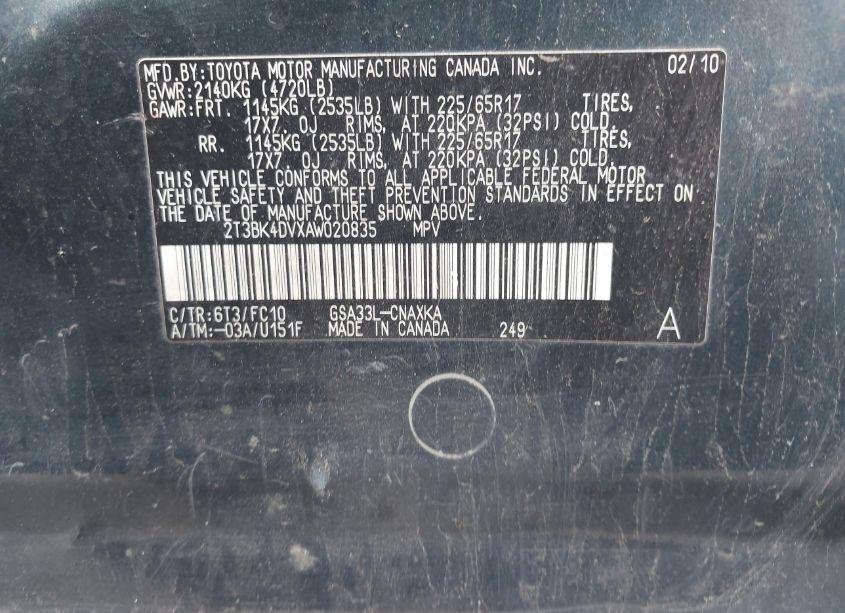 MFD.BY:TOYOTA MOTOR MANUFACTURING CANADA INC. 02/10
GVWR:2140KG (4720LB)
GAWR:FRT. 1145KG (2535LB) WITH 225/65R17 TIRES,
17X7.0J RIMS, AT 220KPA (32PSI) COLD.
RR. 1145KG (2535LB) WITH 225/65R17 TIRES,
17X7.0J RIMS, AT 220KPA (32PSI) COLD.
THIS VEHICLE CONFORMS TO ALL APPLICABLE FEDERAL MOTOR
VEHICLE SAFETY AND THEFT PREVENTION STANDARDS IN EFFECT ON
THE DATE OF MANUFACTURE SHOWN ABOVE.
2T3BK4DVXAW020835 MPV
C/TR:6T3/FC10 GSA33L-CNAXKA
A/TM:-03A/U151F MADE IN CANADA 249 A